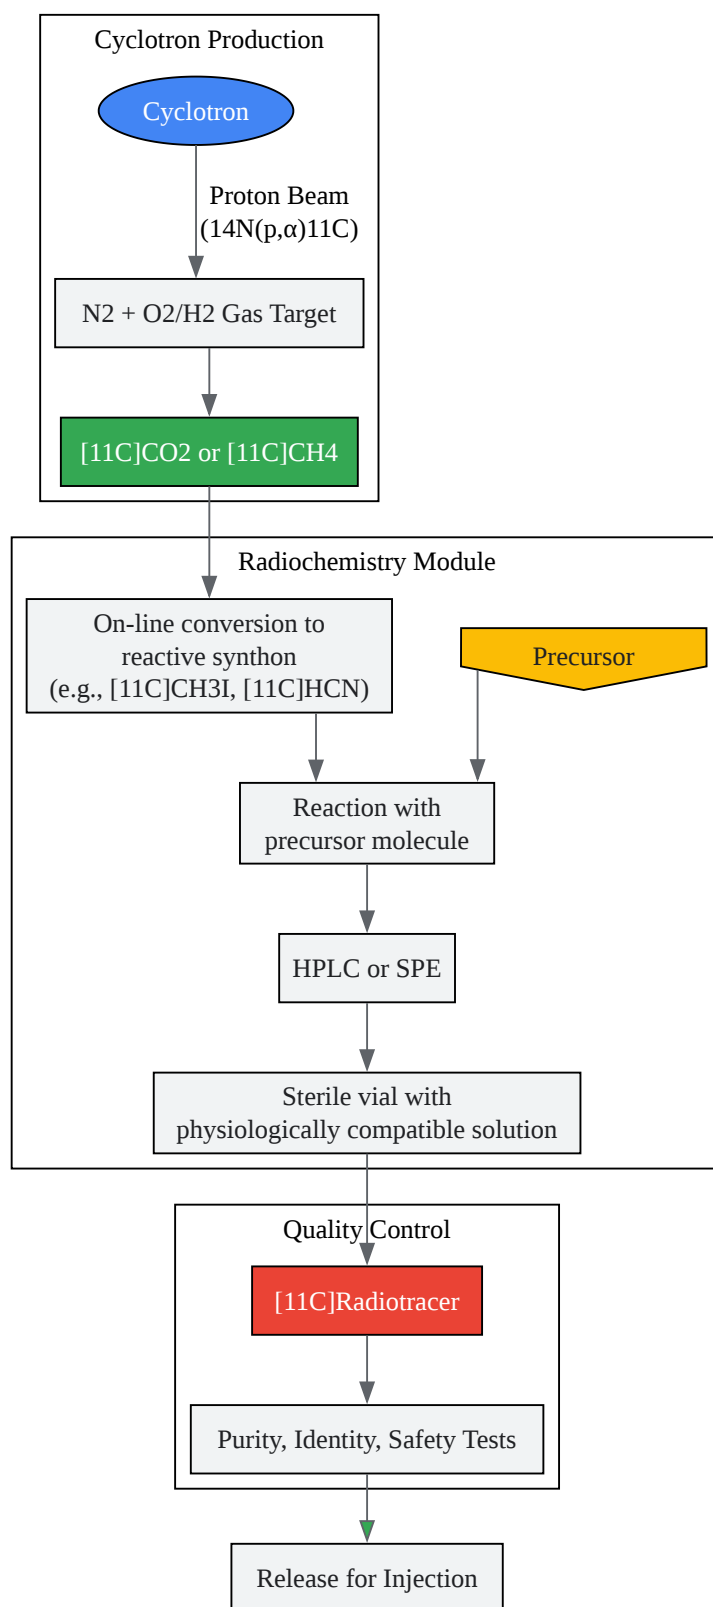 Cyclotron Production
Cyclotron
Proton Beam
(14N(p,α)11C)
N2 + O2/H2 Gas Target
[11C]CO2 or [11C]CH4
Radiochemistry Module
On-line conversion to
reactive synthon
(e.g., [11C]CH3I, [11C]HCN)
Precursor
Reaction with
precursor molecule
HPLC or SPE
Sterile vial with
physiologically compatible solution
Quality Control
[11C]Radiotracer
Purity, Identity, Safety Tests
Release for Injection